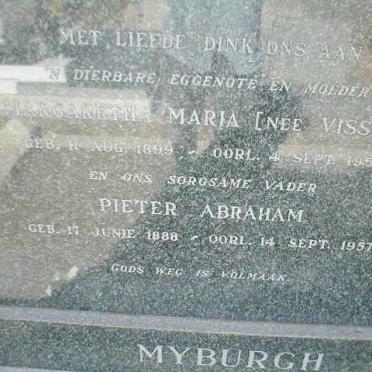 MET LIEFDE DINK ONS AAN
'N DIERBARE EGGENOTE EN MOEDER
MARGARETHA MARIA [NÉE VISS
GEB. 11 AUG. 1899 - OORL. 4 SEPT. 195
EN ONS SORGSAME VADER
PIETER ABRAHAM
GEB. 17 JUNIE 1888 - OORL. 14 SEPT. 1957
GODS WEG IS VOLMAAK.
MYBURGH